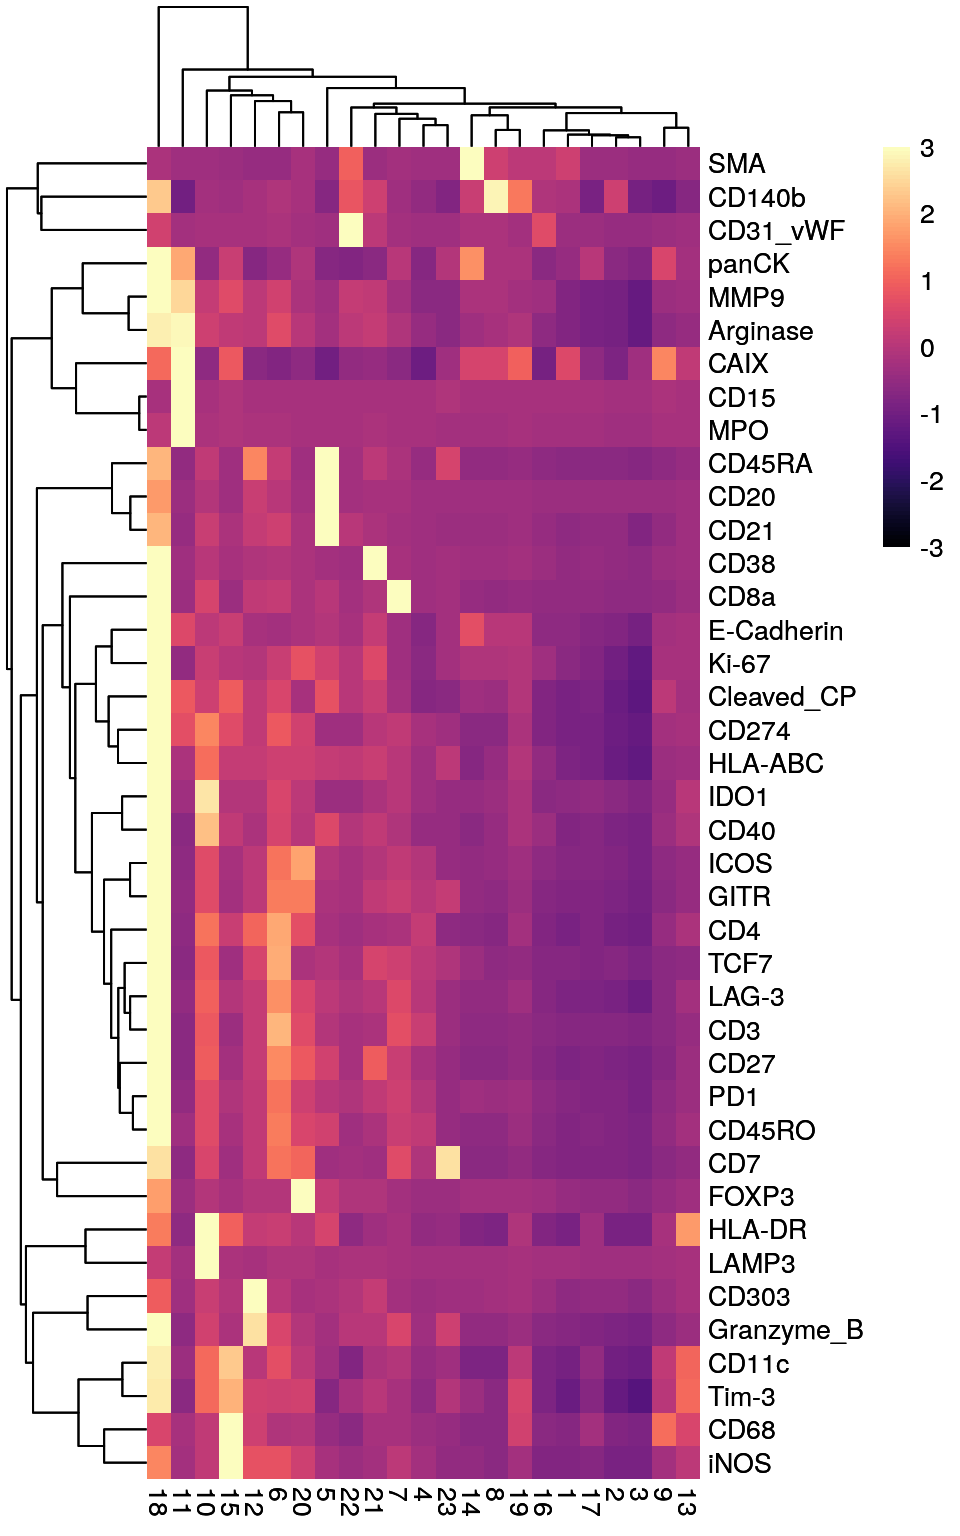 SMA
CD140b
CD31_vWF
panCK
MMP9
Arginase
CAIX
CD15
MPO
CD45RA
CD20
CD21
CD38
CD8a
E-Cadherin
Ki-67
Cleaved_CP
CD274
HLA-ABC
IDO1
CD40
ICOS
GITR
CD4
TCF7
LAG-3
CD3
CD27
PD1
CD45RO
CD7
FOXP3
HLA-DR
LAMP3
CD303
Granzyme_B
CD11c
Tim-3
CD68
iNOS
3
2
1
0
-1
-2
-3
18 11 10 15 12 6 20 5 22 21 7 4 23 14 8 19 16 1 17 2 3 9 13